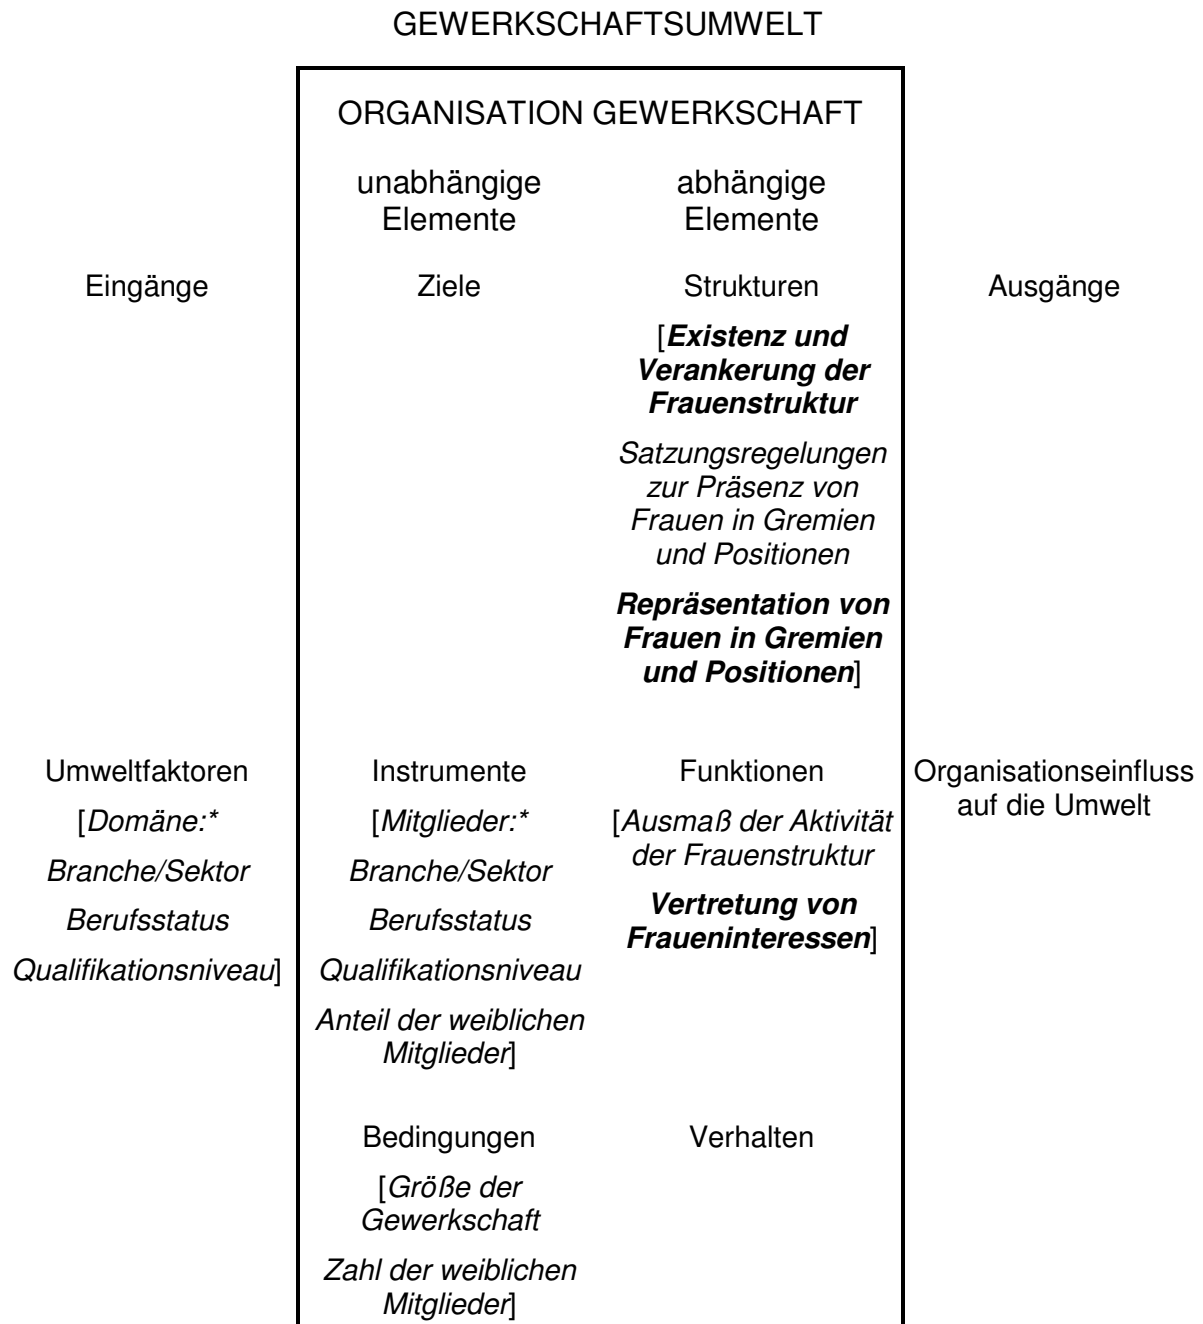 GEWERKSCHAFTSUMWELT
ORGANISATION GEWERKSCHAFT
unabhängige
Elemente
abhängige
Elemente
Eingänge
Ziele
Strukturen
Ausgänge
[Existenz und
Verankerung der
Frauenstruktur
Satzungsregelungen
zur Präsenz von
Frauen in Gremien
und Positionen
Repräsentation von
Frauen in Gremien
und Positionen]
Umweltfaktoren
[Domäne:*
Branche/Sektor
Berufsstatus
Qualifikationsniveau]
Instrumente
[Mitglieder:*
Branche/Sektor
Berufsstatus
Qualifikationsniveau
Anteil der weiblichen
Mitglieder]
Funktionen
[Ausmaß der Aktivität
der Frauenstruktur
Vertretung von
Fraueninteressen]
Organisationseinfluss
auf die Umwelt
Bedingungen
[Größe der
Gewerkschaft
Zahl der weiblichen
Mitglieder]
Verhalten